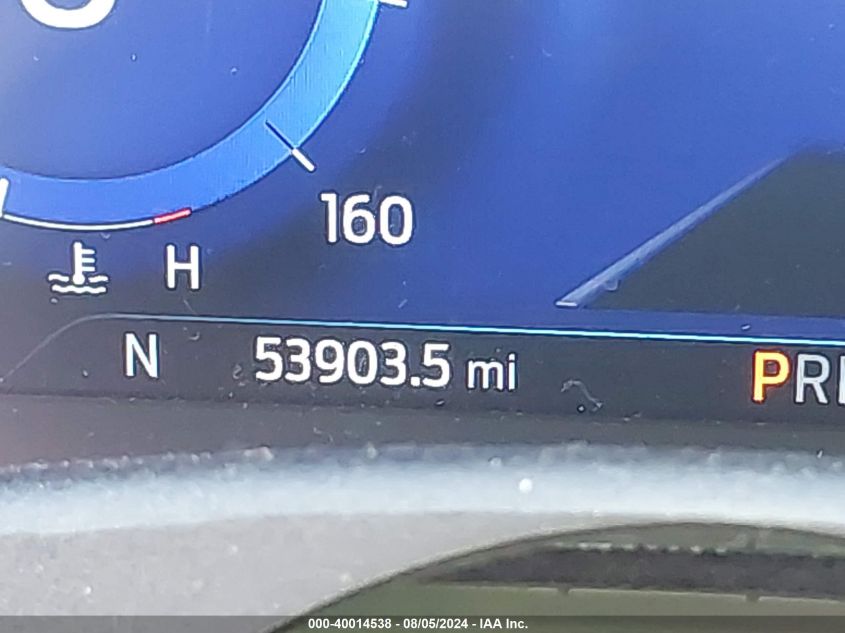 160
H
N 53903.5 mi PR
000-40014538 - 08/05/2024 - IAA Inc.